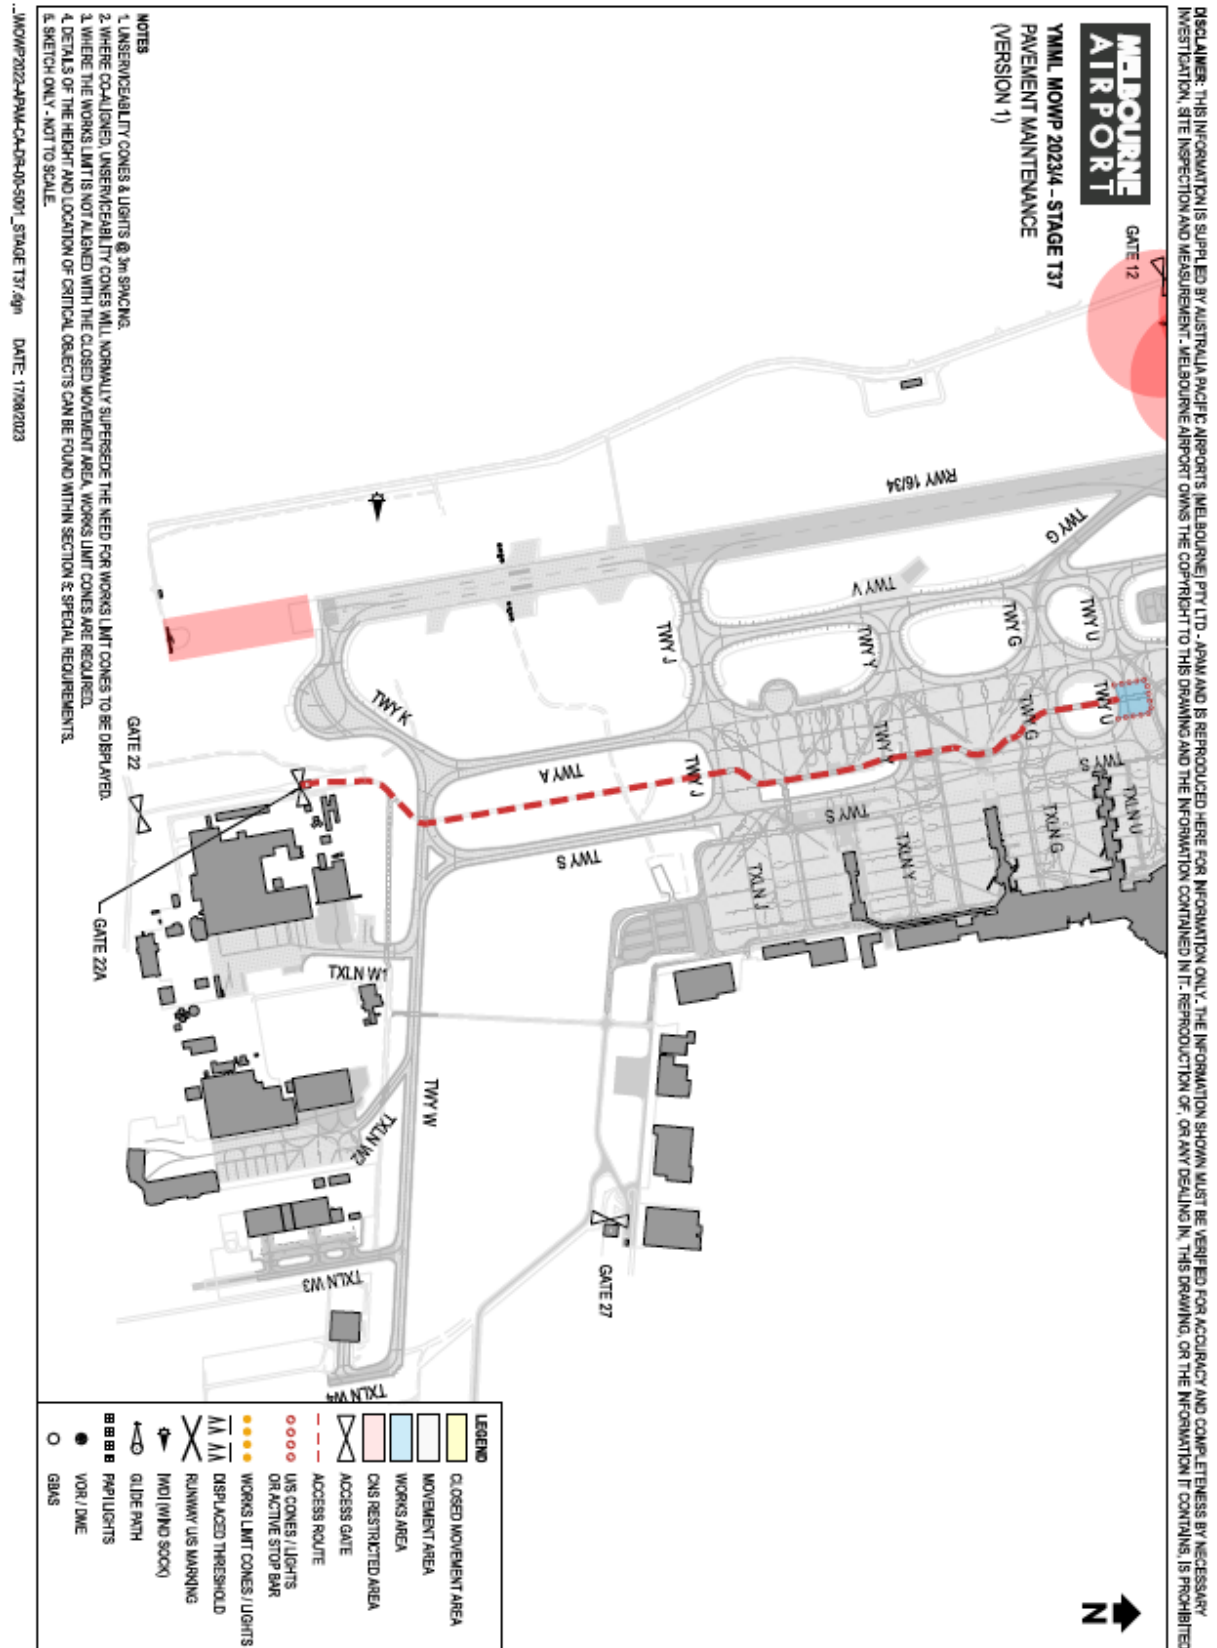 DISCLAIMER: THIS INFORMATION IS SUPPLIED BY AUSTRALIA PACIFIC AIRPORTS (MELBOURNE) PTY LTD - APAM AND IS REPRODUCED HERE FOR INFORMATION ONLY. THE INFORMATION SHOWN MUST BE VERIFIED FOR ACCURACY AND COMPLETENESS BY NECESSARY
INVESTIGATION, SITE INSPECTION AND MEASUREMENT. MELBOURNE AIRPORT OWNS THE COPYRIGHT TO THIS DRAWING AND THE INFORMATION CONTAINED IN IT. REPRODUCTION OF, OR ANY DEALING IN, THIS DRAWING, OR THE INFORMATION IT CONTAINS, IS PROHIBITED
MELBOURNE
AIRPORT
YMML MOWP 2023/4 - STAGE T37
PAVEMENT MAINTENANCE
(VERSION 1)
GATE 12
N
RWY 16/34
TWY G
TWY V
TWY U
TWY G
TWY Y
TWY J
TWY U
TWY G
TWY
TWY J
TWY S
TXLN U
TXLN G
TXLN Y
TXLN J
TWY S
TWY A
TWY S
TWY K
GATE 22
GATE 22A
TXLN W1
TWY W
TXLN W2
TXLN W3
TXLN W4
GATE 27
LEGEND
CLOSED MOVEMENT AREA
MOVEMENT AREA
WORKS AREA
CNS RESTRICTED AREA
ACCESS GATE
ACCESS ROUTE
U/S CONES / LIGHTS
OR ACTIVE STOP BAR
WORKS LIMIT CONES / LIGHTS
DISPLACED THRESHOLD
RUNWAY U/S MARKING
IWDI (WIND SOCK)
GLIDE PATH
PAPI LIGHTS
VOR / DME
GBAS
NOTES
1. UNSERVICEABILITY CONES & LIGHTS @ 3m SPACING.
2. WHERE CO-ALIGNED, UNSERVICEABILITY CONES WILL NORMALLY SUPERSEDE THE NEED FOR WORKS LIMIT CONES TO BE DISPLAYED.
3. WHERE THE WORKS LIMIT IS NOT ALIGNED WITH THE CLOSED MOVEMENT AREA, WORKS LIMIT CONES ARE REQUIRED.
4. DETAILS OF THE HEIGHT AND LOCATION OF CRITICAL OBJECTS CAN BE FOUND WITHIN SECTION 5: SPECIAL REQUIREMENTS.
5. SKETCH ONLY - NOT TO SCALE.
...\MOWP2022-APAM-CA-DR-00-5001_STAGE T37.dgn DATE: 17/08/2023